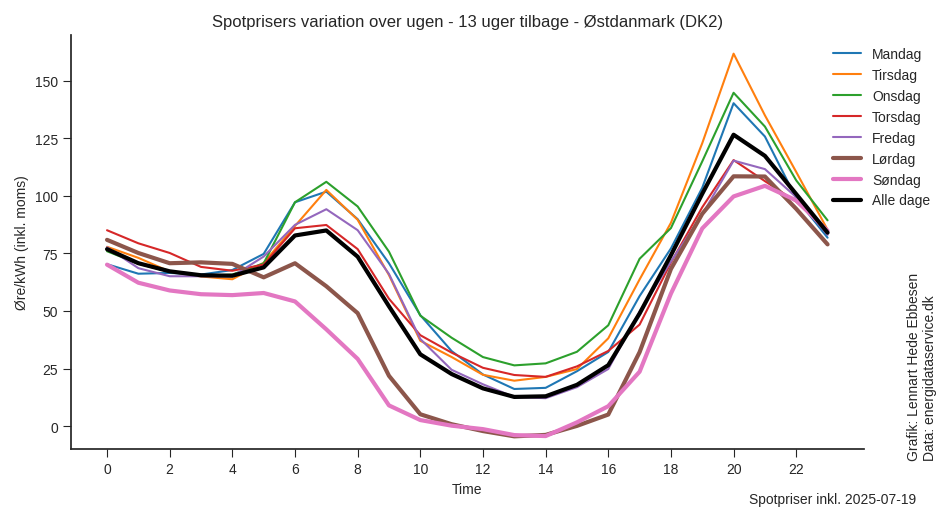 Spotprisers variation over ugen - 13 uger tilbage - Østdanmark (DK2)
Øre/kWh (inkl. moms)
150
125
100
75
50
25
0
0 2 4 6 8 10 12 14 16 18 20 22
Time
Mandag
Tirsdag
Onsdag
Torsdag
Fredag
Lørdag
Søndag
Alle dage
Grafik: Lennart Hede Ebbesen
Data: energidataservice.dk
Spotpriser inkl. 2025-07-19